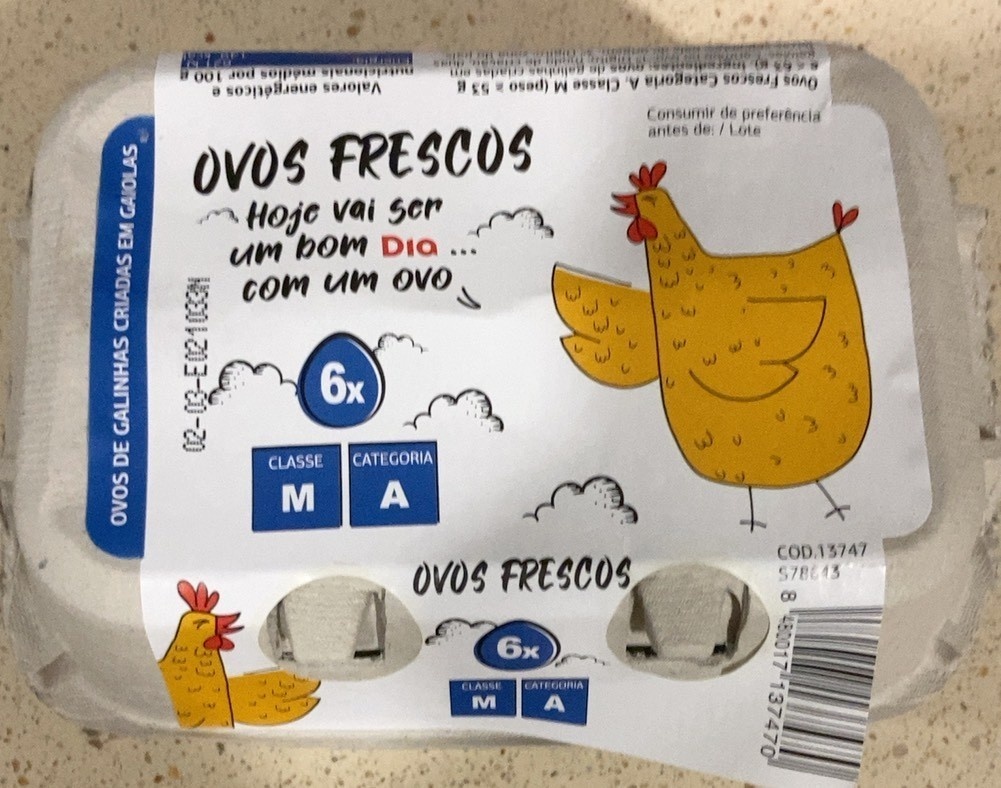 Valores energéticos e
nutricionais médios por 100 g
Ovos Frescos Categoria A, Classe M (peso ≥ 53 g
Consumir de preferência
antes de: / Lote
OVOS DE GALINHAS CRIADAS EM GAIOLAS
OVOS FRESCOS
Hoje vai ser
um bom Dia ...
com um ovo
02-03-E021033M
6x
CLASSE
M
CATEGORIA
A
OVOS FRESCOS
6x
CLASSE
M
CATEGORIA
A
COD.13747
8 480017 137470